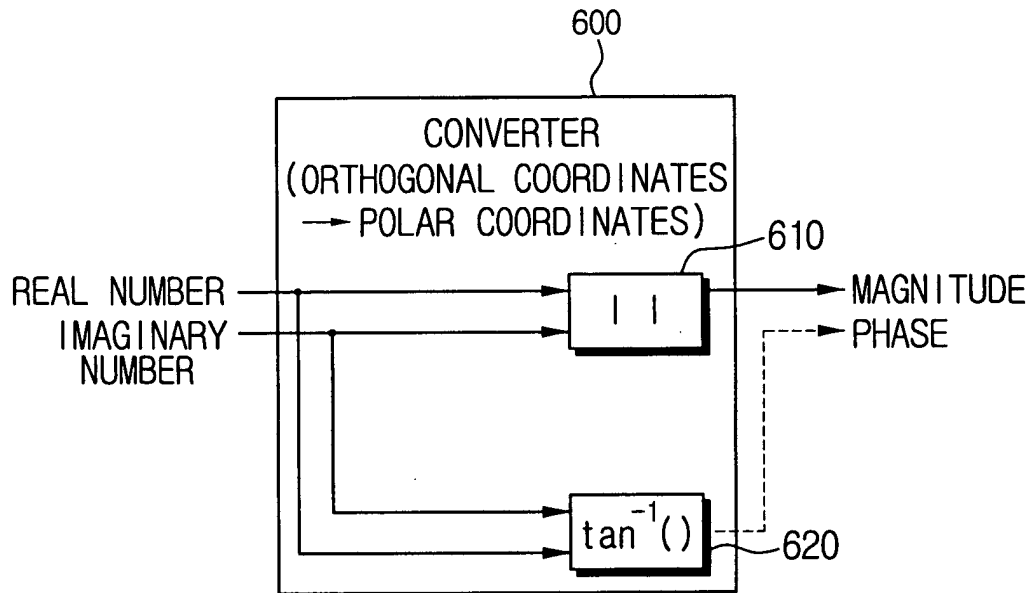 600
CONVERTER
(ORTHOGONAL COORDINATES
→ POLAR COORDINATES)
610
REAL NUMBER
| |
MAGNITUDE
IMAGINARY
NUMBER
PHASE
tan⁻¹()
620